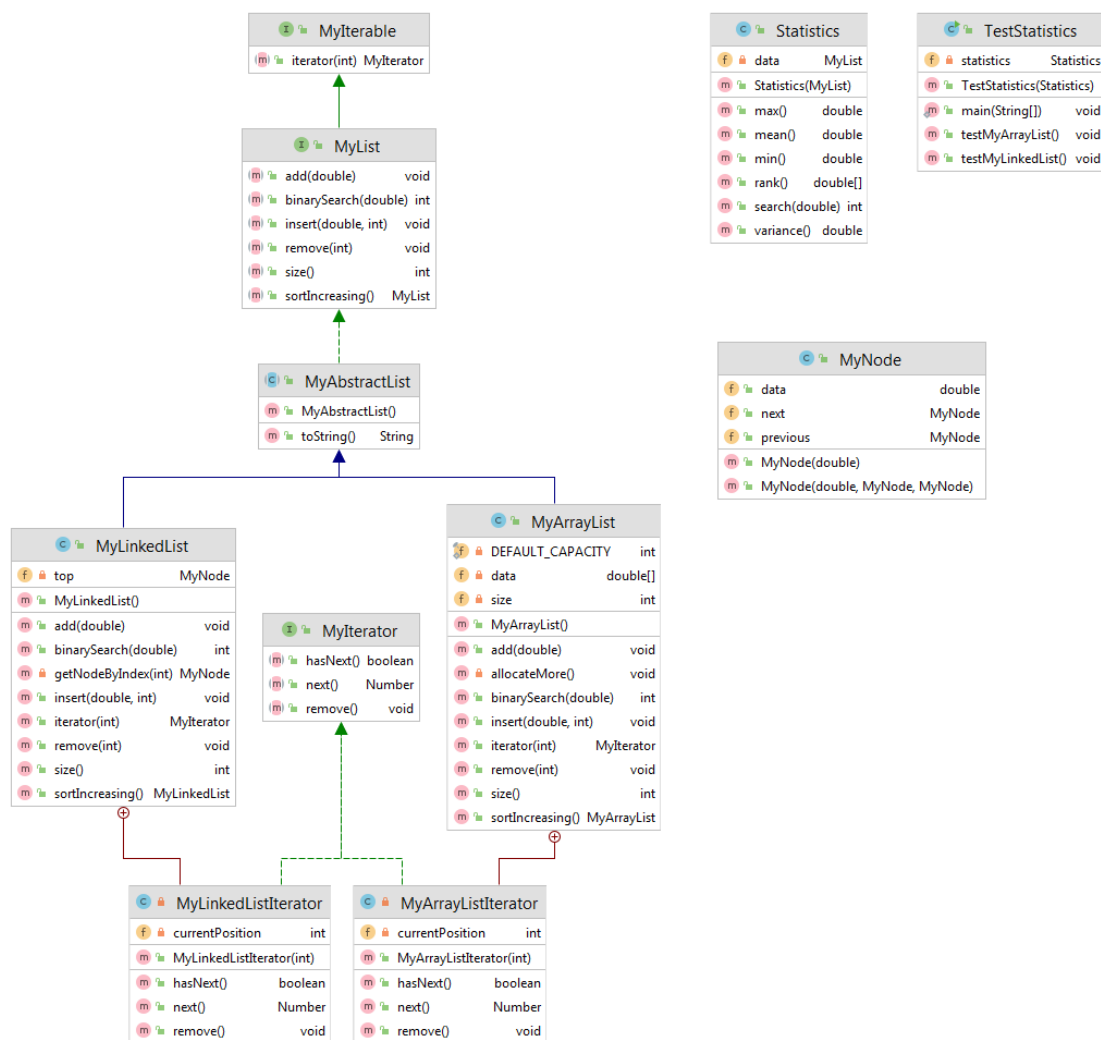 MyIterable
iterator(int) MyIterator
MyList
add(double) void
binarySearch(double) int
insert(double, int) void
remove(int) void
size() int
sortIncreasing() MyList
MyAbstractList
MyAbstractList()
toString() String
MyLinkedList
top MyNode
MyLinkedList()
add(double) void
binarySearch(double) int
getNodeByIndex(int) MyNode
insert(double, int) void
iterator(int) MyIterator
remove(int) void
size() int
sortIncreasing() MyLinkedList
MyIterator
hasNext() boolean
next() Number
remove() void
MyArrayList
DEFAULT_CAPACITY int
data double[]
size int
MyArrayList()
add(double) void
allocateMore() void
binarySearch(double) int
insert(double, int) void
iterator(int) MyIterator
remove(int) void
size() int
sortIncreasing() MyArrayList
MyLinkedListIterator
currentPosition int
MyLinkedListIterator(int)
hasNext() boolean
next() Number
remove() void
MyArrayListIterator
currentPosition int
MyArrayListIterator(int)
hasNext() boolean
next() Number
remove() void
Statistics
data MyList
Statistics(MyList)
max() double
mean() double
min() double
rank() double[]
search(double) int
variance() double
TestStatistics
statistics Statistics
TestStatistics(Statistics)
main(String[]) void
testMyArrayList() void
testMyLinkedList() void
MyNode
data double
next MyNode
previous MyNode
MyNode(double)
MyNode(double, MyNode, MyNode)